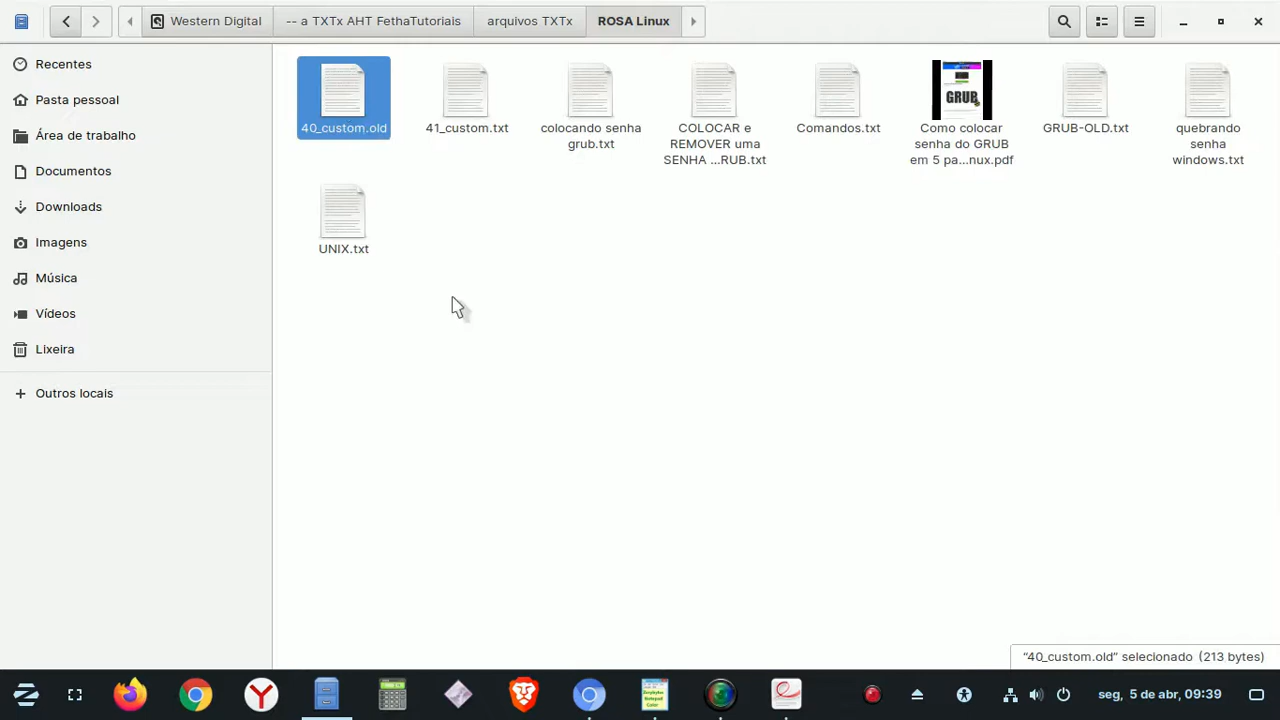 Western Digital
-- a TXTx AHT FethaTutoriais
arquivos TXTx
ROSA Linux
Recentes
Pasta pessoal
Área de trabalho
Documentos
Downloads
Imagens
Música
Vídeos
Lixeira
Outros locais
40_custom.old
41_custom.txt
colocando senha
grub.txt
COLOCAR e
REMOVER uma
SENHA ...RUB.txt
Comandos.txt
GRUB
Como colocar
senha do GRUB
em 5 pa...nux.pdf
GRUB-OLD.txt
quebrando
senha
windows.txt
UNIX.txt
“40_custom.old” selecionado (213 bytes)
seg, 5 de abr, 09:39